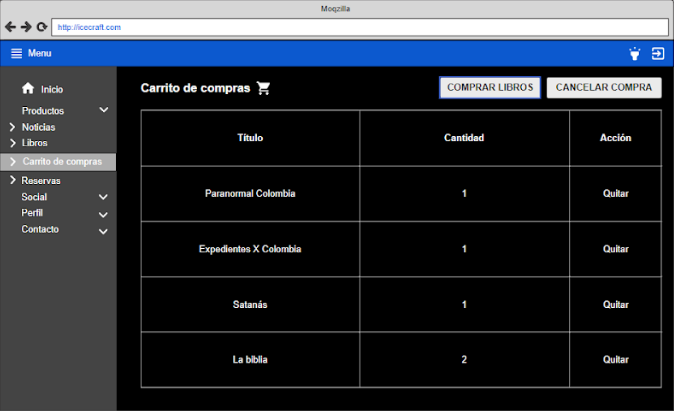 Moqzilla
http://icecraft.com
Menu
Inicio
Productos
Noticias
Libros
Carrito de compras
Reservas
Social
Perfil
Contacto
Carrito de compras
COMPRAR LIBROS CANCELAR COMPRA
Título Cantidad Acción
Paranormal Colombia 1 Quitar
Expedientes X Colombia 1 Quitar
Satanás 1 Quitar
La biblia 2 Quitar